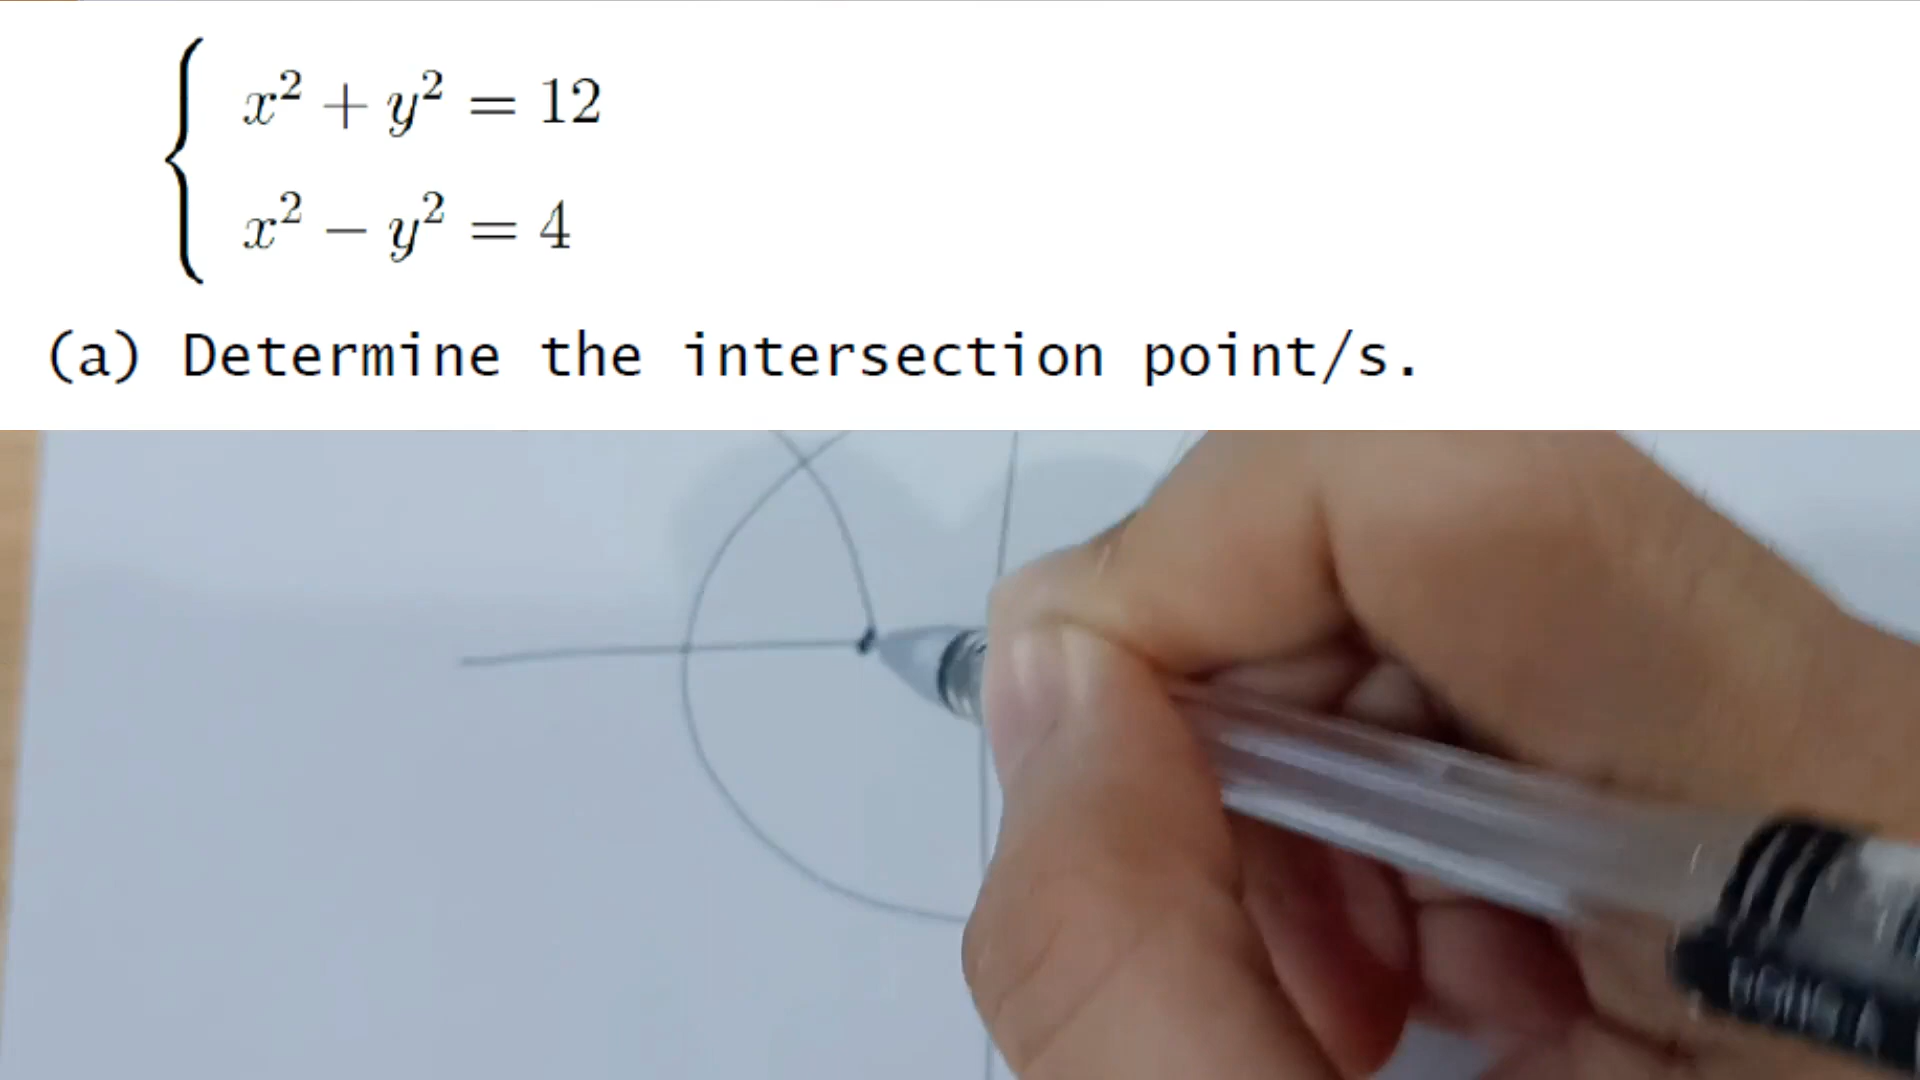 x² + y² = 12
x² − y² = 4
(a) Determine the intersection point/s.